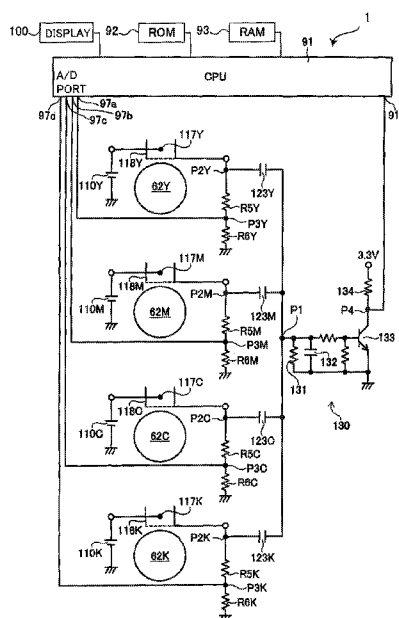 100 DISPLAY 92 ROM 93 RAM 1
91
A/D
PORT
CPU
97d 97c 97a 97b 91
117Y
118Y P2Y
110Y 62Y 123Y
R5Y
P3Y
R6Y
3.3V
117M 134
118M P2M P4
110M 62M 123M P1
R5M 133
P3M
R6M 131 132
117C 130
118C P2C
110C 62C 123C
R5C
P3C
R6C
117K
118K P2K
110K 62K 123K
R5K
P3K
R6K